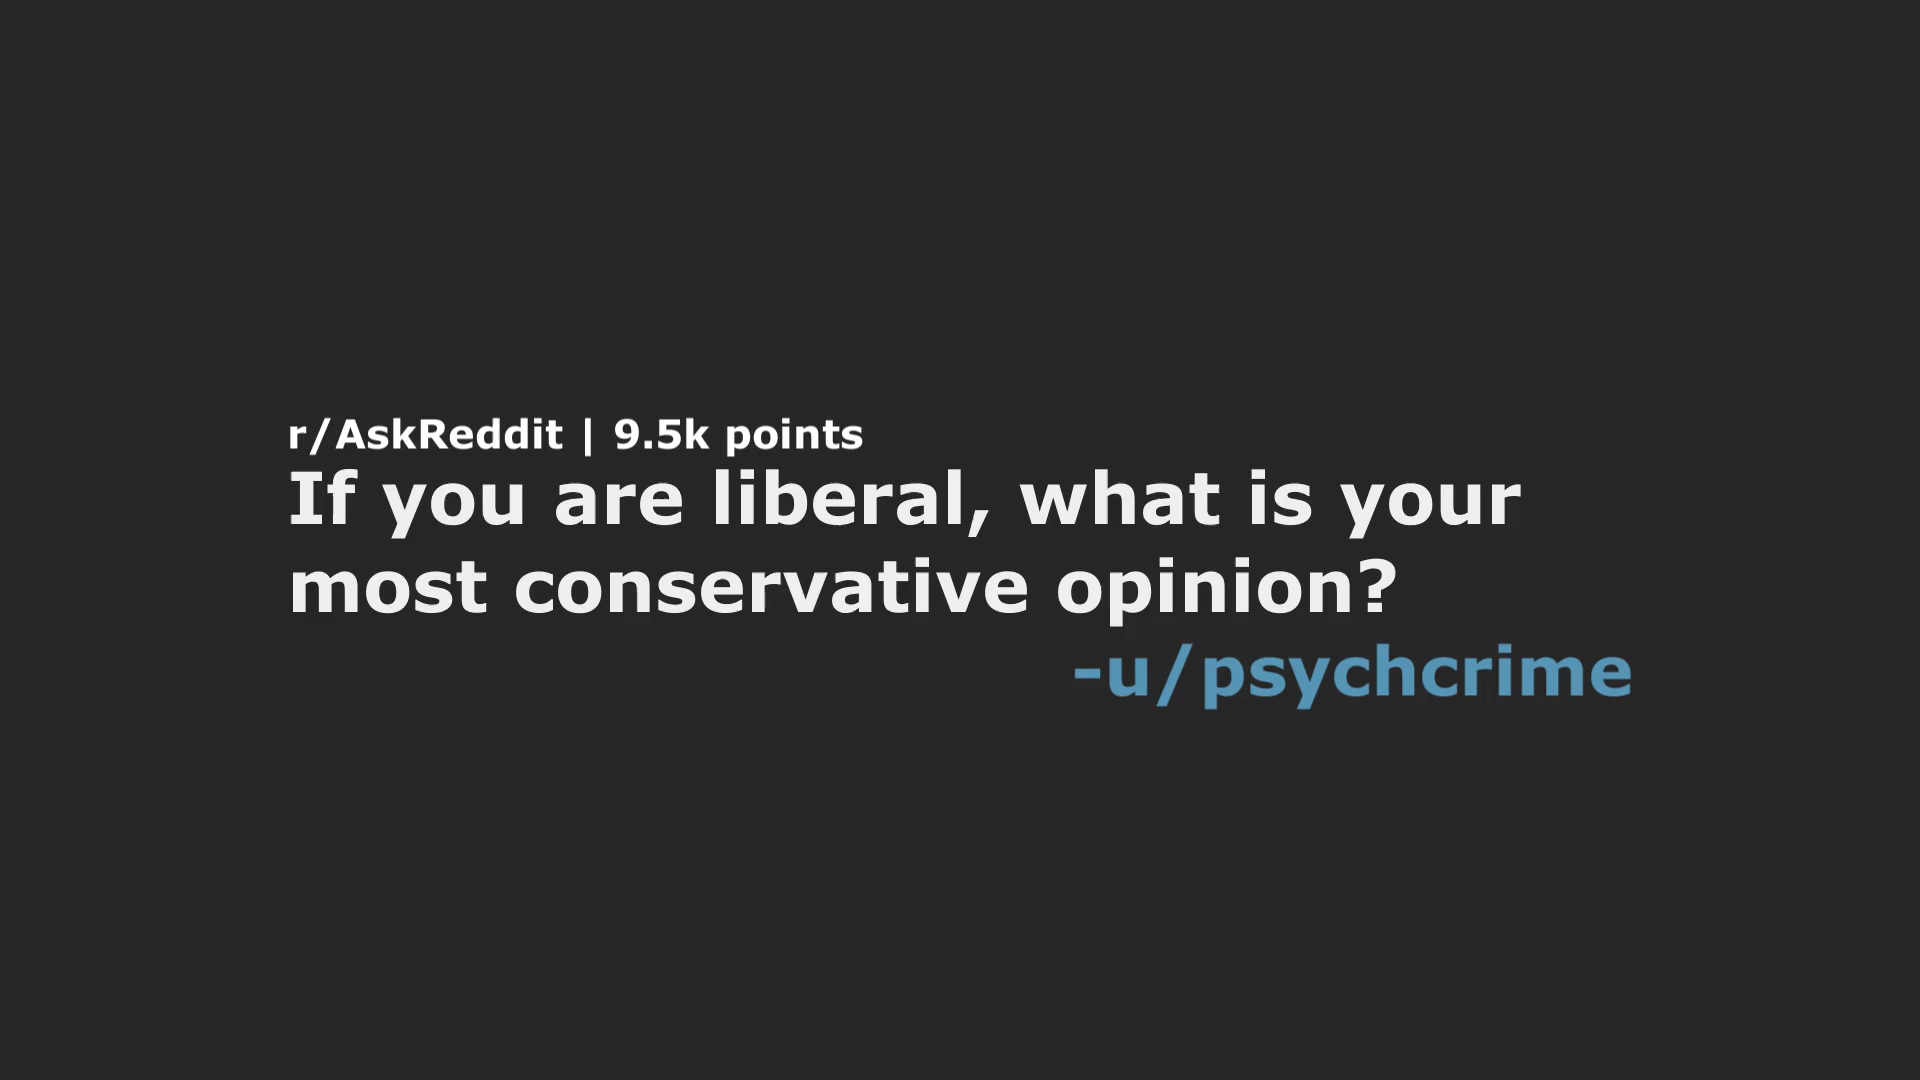 r/AskReddit | 9.5k points
If you are liberal, what is your
most conservative opinion?
-u/psychcrime